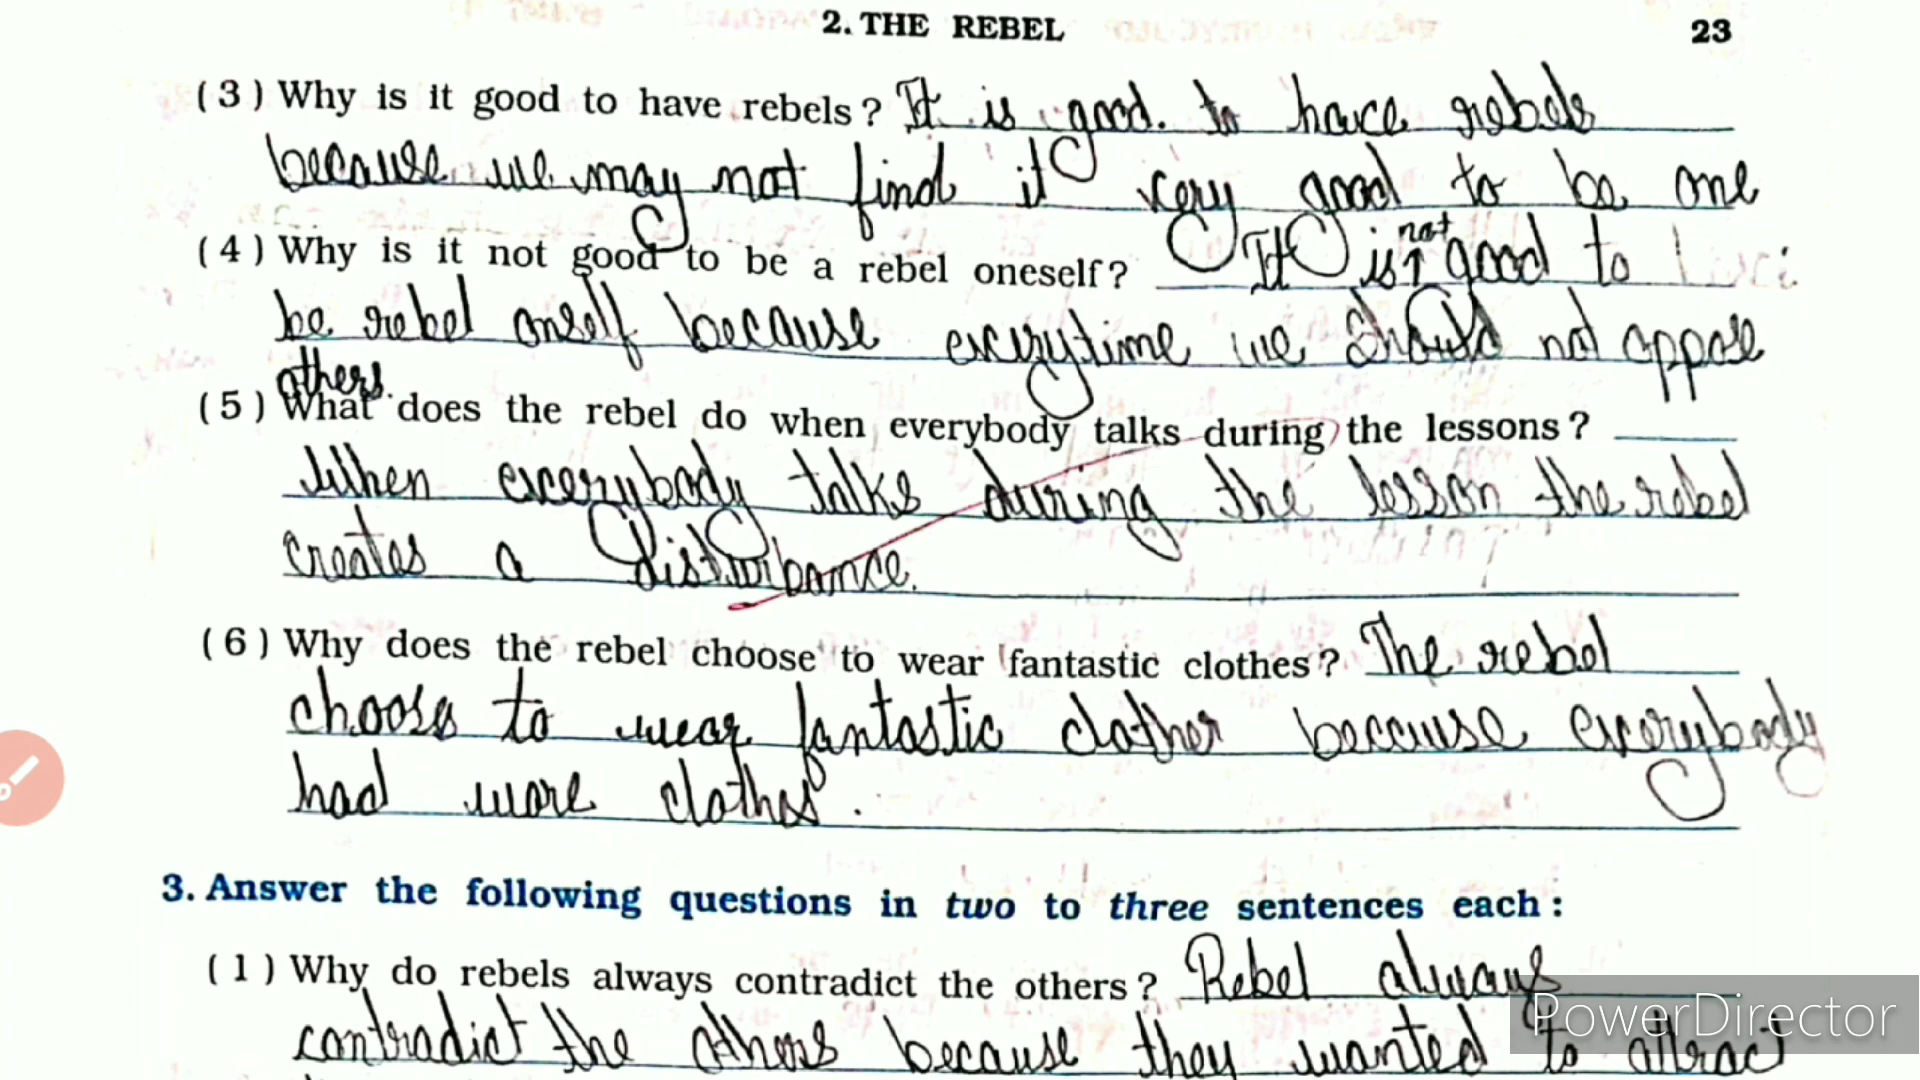 2. THE REBEL 23
(3) Why is it good to have rebels? It is good. to have rebels
because we may not find it very good to be one
(4) Why is it not good to be a rebel oneself? It is not good to
be rebel onself because everytime we should not oppose
others.
(5) What does the rebel do when everybody talks during the lessons?
When everybody talks during the lesson the rebel
creates a disturbance.
(6) Why does the rebel choose to wear fantastic clothes? The rebel
choose to wear fantastic clother because everybody
had wore clothes.
3. Answer the following questions in two to three sentences each:
(1) Why do rebels always contradict the others? Rebel always
contradict the others because they wanted to attract
PowerDirector